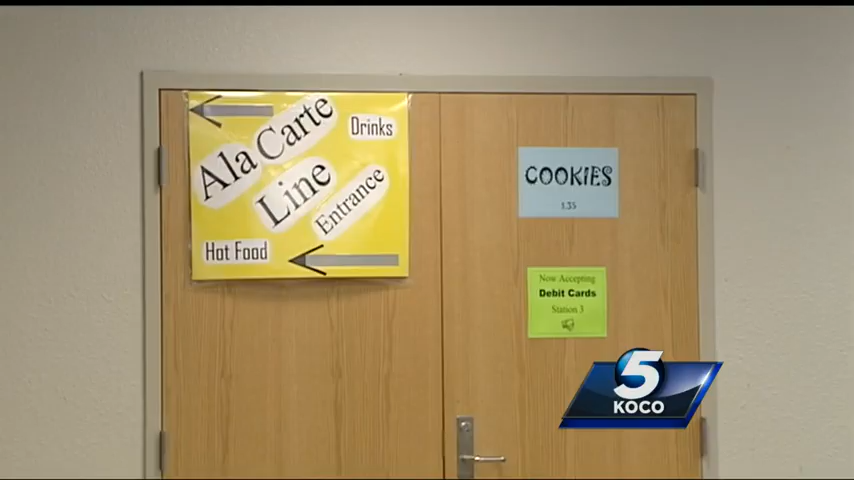 Ala Carte
Drinks
Line
Entrance
Hot Food
COOKIES
1.35
Now Accepting
Debit Cards
Station 3
5
KOCO